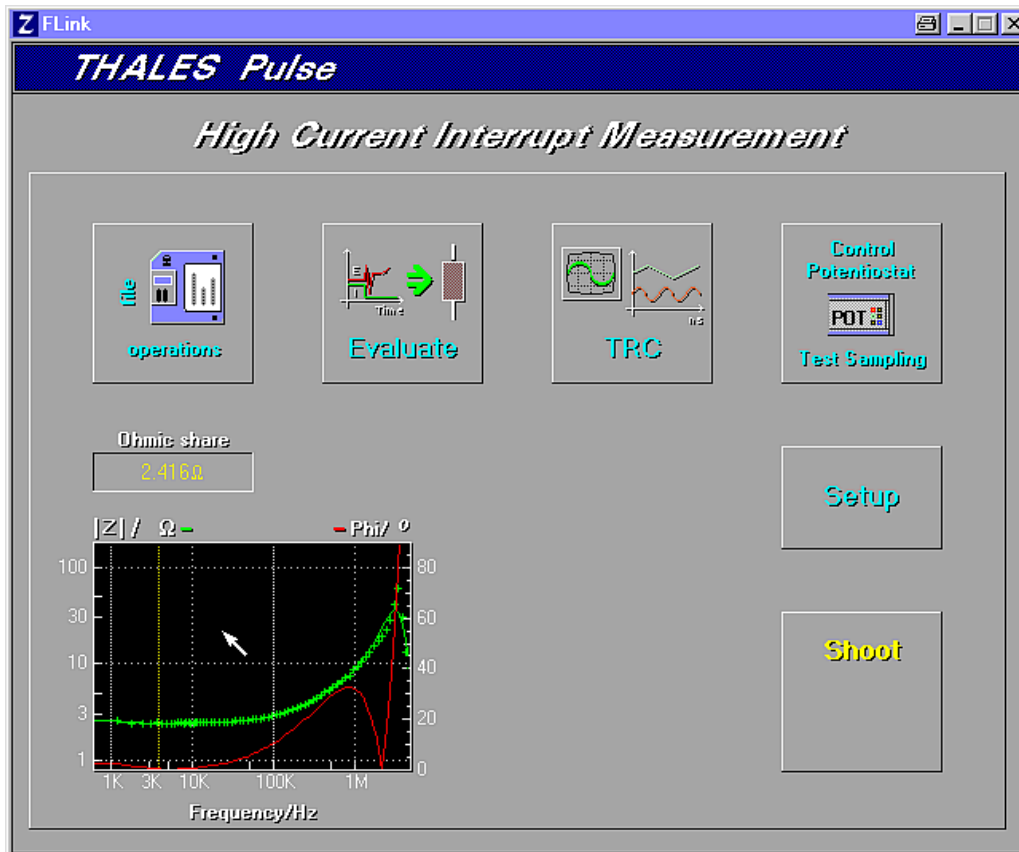 Z FLink
THALES Pulse
High Current Interrupt Measurement
file
operations
E
I
Time
Evaluate
ns
TRC
Control
Potentiostat
POT
Test Sampling
Ohmic share
2.416Ω
Setup
|Z| / Ω
Phi/ º
100
30
10
3
1
80
60
40
20
0
1K 3K 10K 100K 1M
Frequency/Hz
Shoot